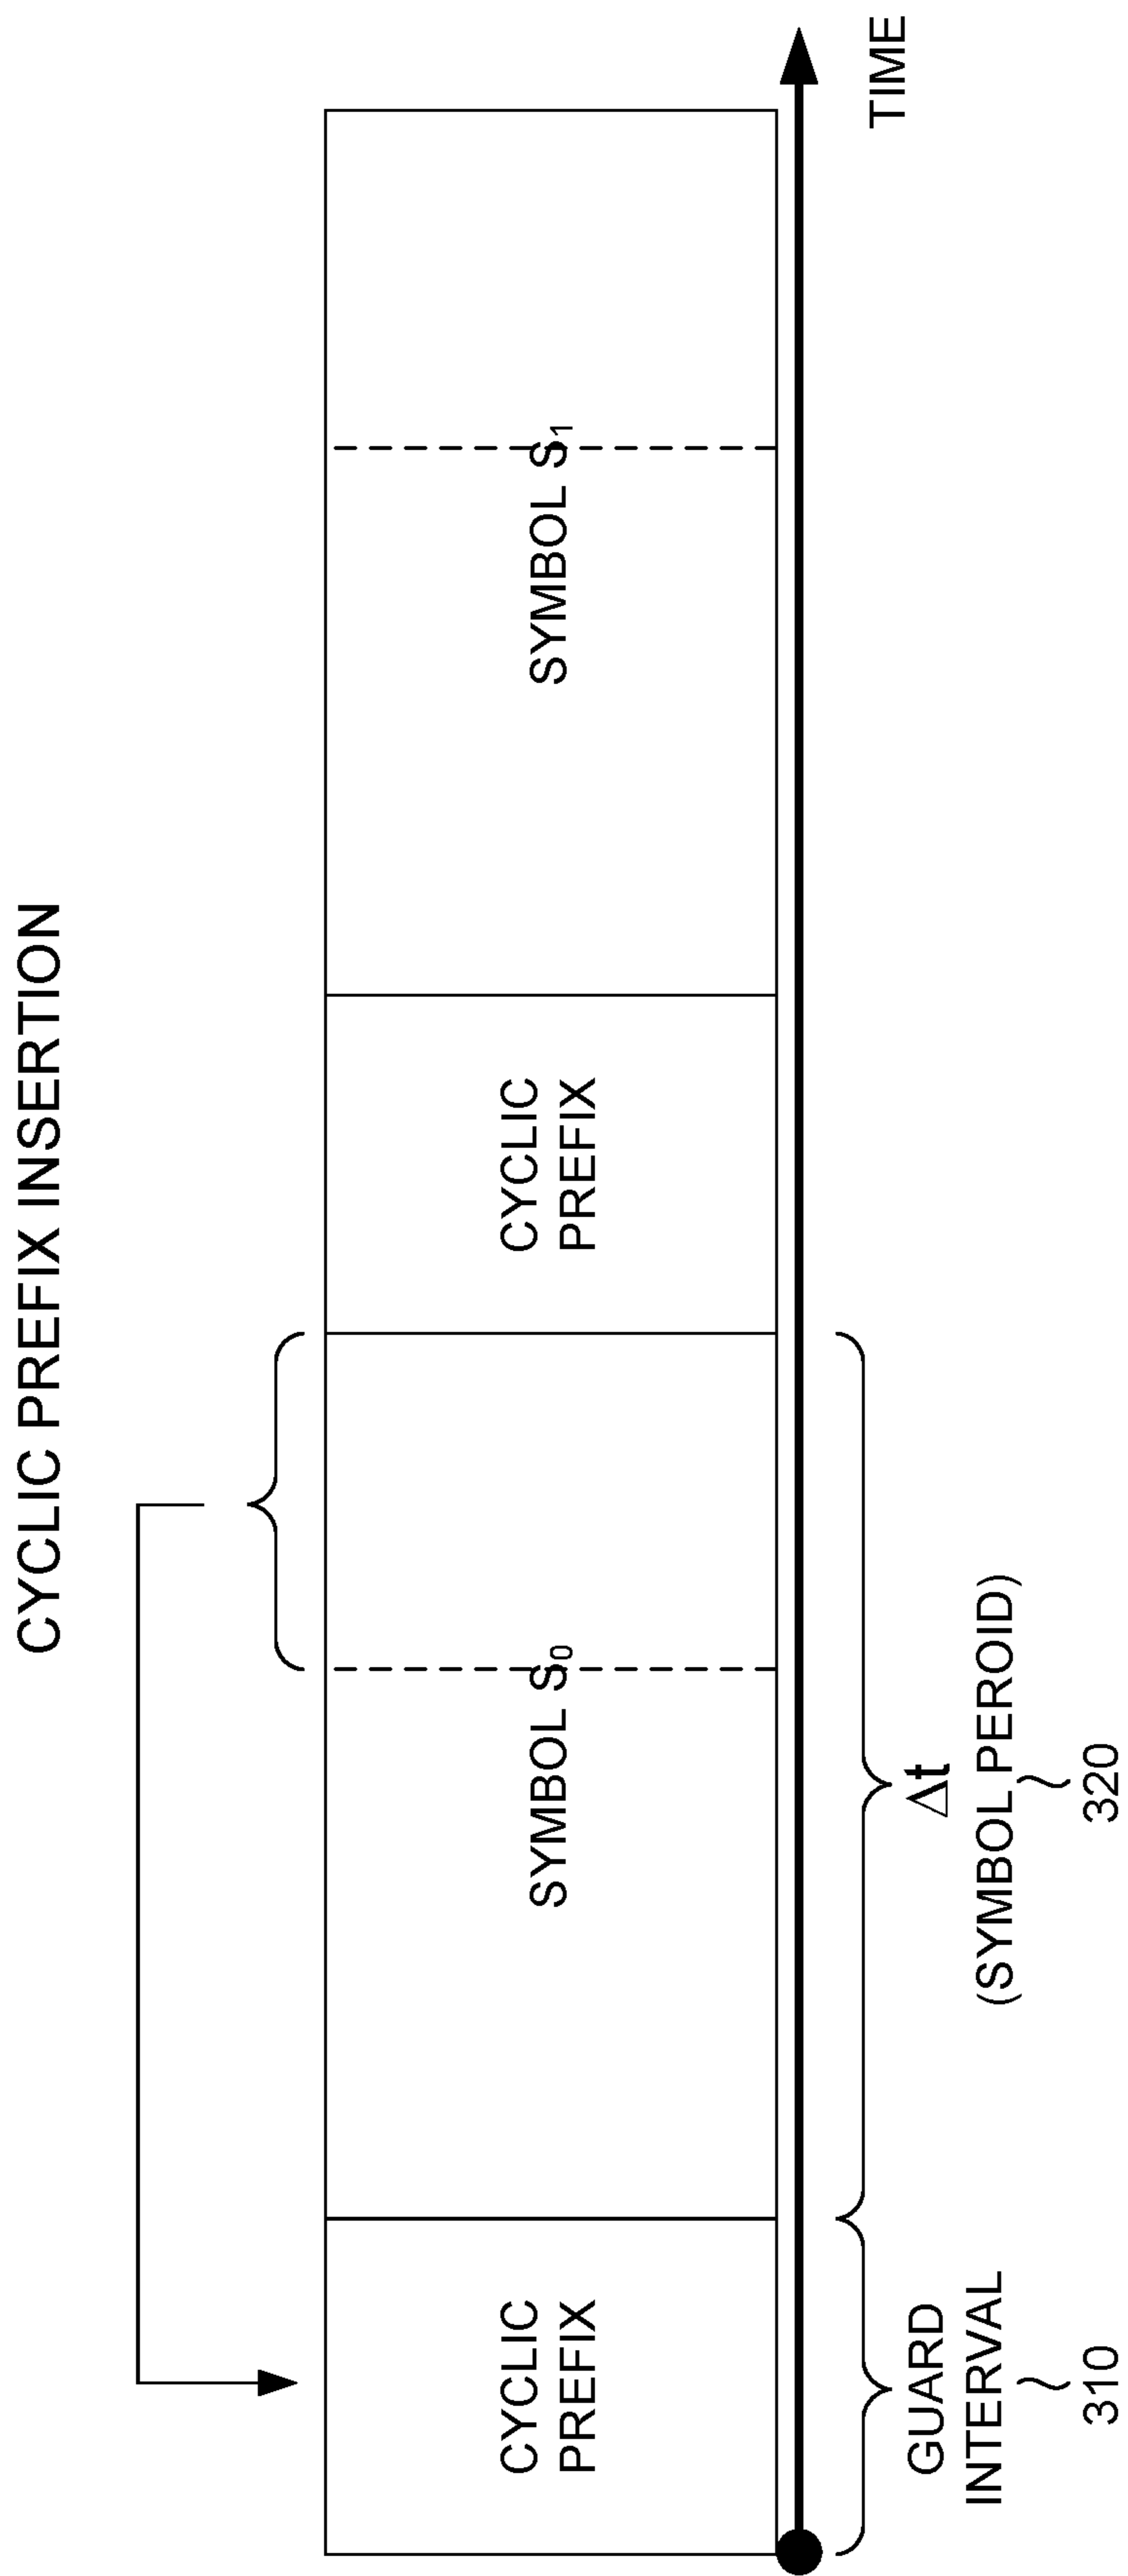 CYCLIC PREFIX INSERTION
CYCLIC
PREFIX
SYMBOL S₀
CYCLIC
PREFIX
SYMBOL S₁
TIME
GUARD
INTERVAL
310
Δt
(SYMBOL PEROID)
320